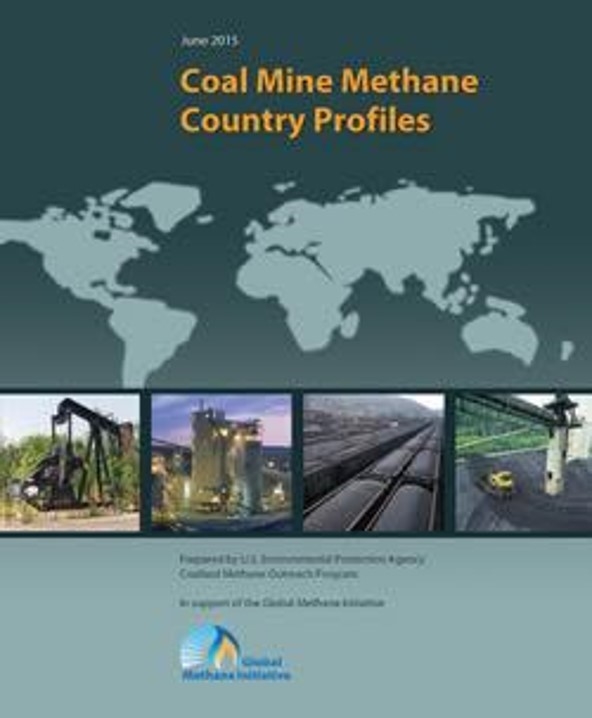 June 2015
Coal Mine Methane
Country Profiles
Prepared by U.S. Environmental Protection Agency
Coalbed Methane Outreach Program
In support of the Global Methane Initiative
Global
Methane Initiative